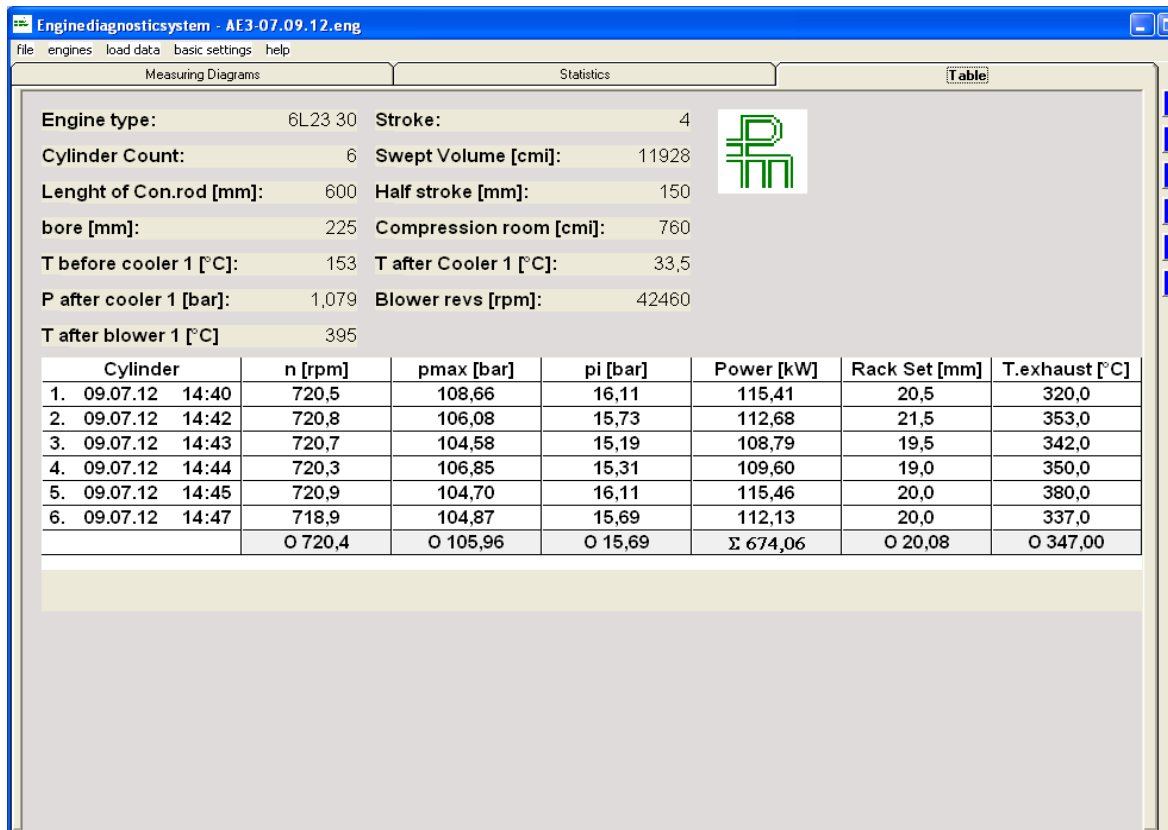 Enginediagnosticsystem - AE3-07.09.12.eng
file engines load data basic settings help
Measuring Diagrams Statistics Table
Engine type: 6L23 30 Stroke: 4
Cylinder Count: 6 Swept Volume [cmi]: 11928
Lenght of Con.rod [mm]: 600 Half stroke [mm]: 150
bore [mm]: 225 Compression room [cmi]: 760
T before cooler 1 [°C]: 153 T after Cooler 1 [°C]: 33,5
P after cooler 1 [bar]: 1,079 Blower revs [rpm]: 42460
T after blower 1 [°C] 395
Cylinder n [rpm] pmax [bar] pi [bar] Power [kW] Rack Set [mm] T.exhaust [°C]
1. 09.07.12 14:40 720,5 108,66 16,11 115,41 20,5 320,0
2. 09.07.12 14:42 720,8 106,08 15,73 112,68 21,5 353,0
3. 09.07.12 14:43 720,7 104,58 15,19 108,79 19,5 342,0
4. 09.07.12 14:44 720,3 106,85 15,31 109,60 19,0 350,0
5. 09.07.12 14:45 720,9 104,70 16,11 115,46 20,0 380,0
6. 09.07.12 14:47 718,9 104,87 15,69 112,13 20,0 337,0
O 720,4 O 105,96 O 15,69 Σ 674,06 O 20,08 O 347,00